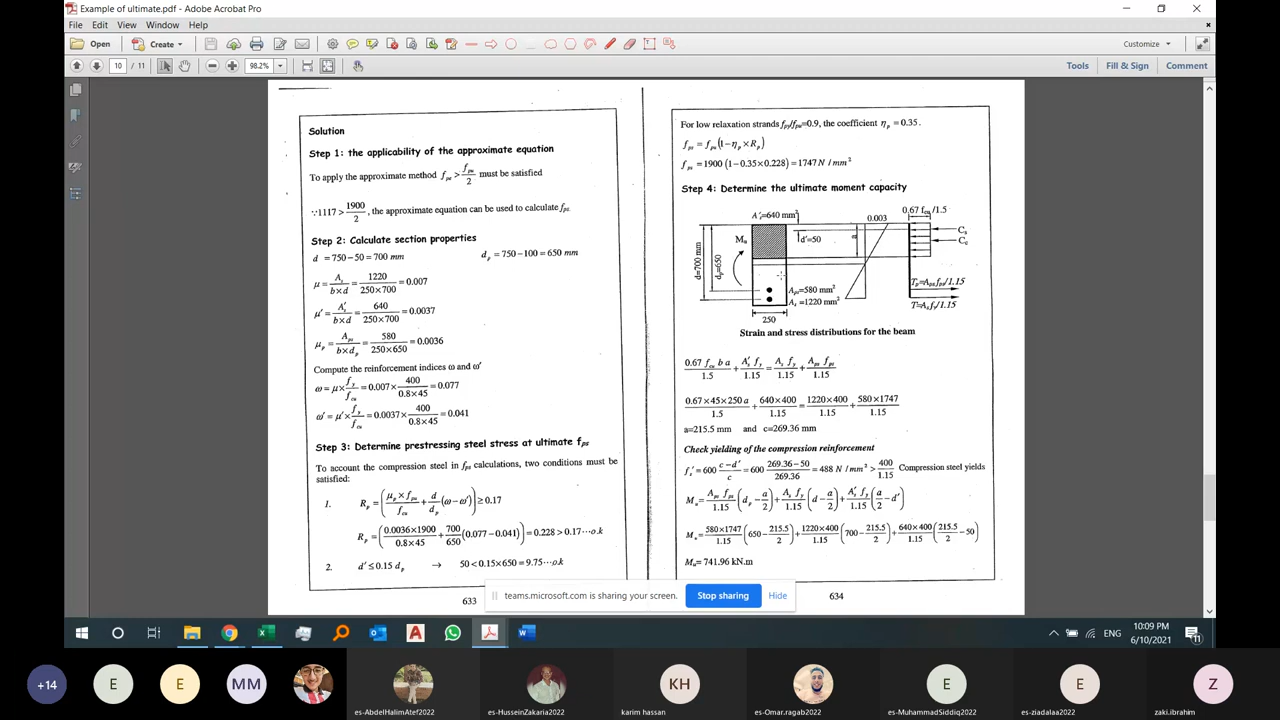 Example of ultimate.pdf - Adobe Acrobat Pro
File Edit View Window Help
Open Create Customize
10 / 11 98.2% Tools Fill & Sign Comment
Solution
Step 1: the applicability of the approximate equation
To apply the approximate method f_pe > f_pu/2 must be satisfied
∵1117 > 1900/2, the approximate equation can be used to calculate f_ps.
Step 2: Calculate section properties
d = 750 − 50 = 700 mm d_p = 750 − 100 = 650 mm
μ = A_s/(b×d) = 1220/(250×700) = 0.007
μ' = A'_s/(b×d) = 640/(250×700) = 0.0037
μ_p = A_ps/(b×d_p) = 580/(250×650) = 0.0036
Compute the reinforcement indices ω and ω'
ω = μ × f_y/f_cu = 0.007 × 400/(0.8×45) = 0.077
ω' = μ' × f_y/f_cu = 0.0037 × 400/(0.8×45) = 0.041
Step 3: Determine prestressing steel stress at ultimate fps
To account the compression steel in f_ps calculations, two conditions must be
satisfied:
1. R_p = (μ_p × f_pu/f_cu + d/d_p (ω − ω')) ≥ 0.17
R_p = (0.0036×1900/(0.8×45) + 700/650 (0.077 − 0.041)) = 0.228 > 0.17 ···o.k
2. d' ≤ 0.15 d_p → 50 < 0.15×650 = 9.75 ···o.k
633
For low relaxation strands f_py/f_pu=0.9, the coefficient η_p = 0.35.
f_ps = f_pu (1 − η_p × R_p)
f_ps = 1900 (1 − 0.35×0.228) = 1747 N / mm²
Step 4: Determine the ultimate moment capacity
A'_s=640 mm² 0.003 0.67 f_cu/1.5
M_u d'=50 a C_s
C_c
d=700 mm
d_p=650
A_ps=580 mm² T_p=A_ps f_ps/1.15
A_s=1220 mm² T=A_s f_y/1.15
250
Strain and stress distributions for the beam
0.67 f_cu b a/1.5 + A'_s f_y/1.15 = A_s f_y/1.15 + A_ps f_ps/1.15
0.67×45×250 a/1.5 + 640×400/1.15 = 1220×400/1.15 + 580×1747/1.15
a=215.5 mm and c=269.36 mm
Check yielding of the compression reinforcement
f'_s = 600 (c−d')/c = 600 (269.36−50)/269.36 = 488 N / mm² > 400/1.15 Compression steel yields
M_u = A_ps f_ps/1.15 (d_p − a/2) + A_s f_y/1.15 (d − a/2) + A'_s f_y/1.15 (a/2 − d')
M_u = 580×1747/1.15 (650 − 215.5/2) + 1220×400/1.15 (700 − 215.5/2) + 640×400/1.15 (215.5/2 − 50)
M_u= 741.96 kN.m
634
teams.microsoft.com is sharing your screen. Stop sharing Hide
ENG 10:09 PM
6/10/2021
11
+14 E E MM KH E E Z
es-AbdelHalimAtef2022 es-HusseinZakaria2022 karim hassan es-Omar.ragab2022 es-MuhammadSiddiq2022 es-ziadalaa2022 zaki.ibrahim